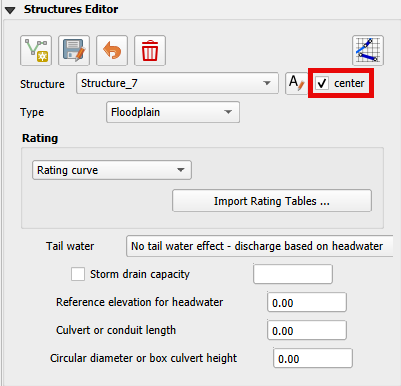 Structures Editor
Structure Structure_7 A center
Type Floodplain
Rating
Rating curve
Import Rating Tables ...
Tail water No tail water effect - discharge based on headwater
Storm drain capacity
Reference elevation for headwater 0.00
Culvert or conduit length 0.00
Circular diameter or box culvert height 0.00